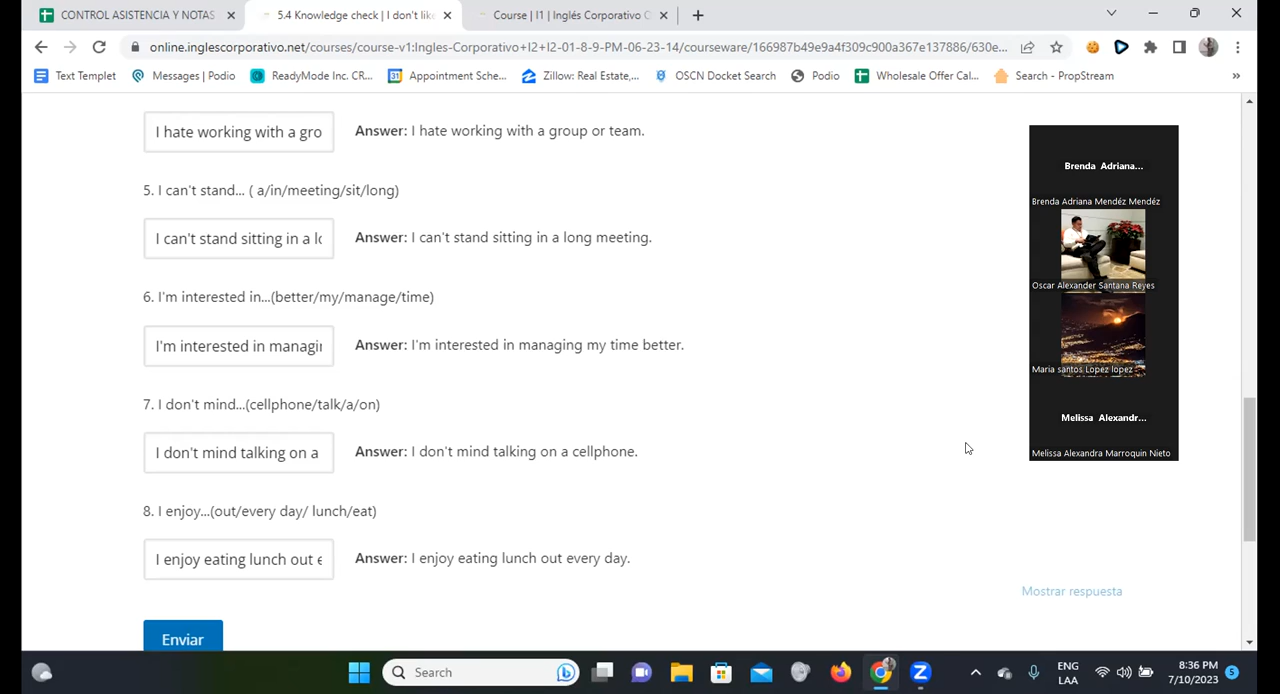 CONTROL ASISTENCIA Y NOTAS
5.4 Knowledge check | I don't like
Course | I1 | Inglés Corporativo C
online.inglescorporativo.net/courses/course-v1:Ingles-Corporativo+I2+I2-01-8-9-PM-06-23-14/courseware/166987b49e9a4f309c900a367e137886/630e...
Text Templet
Messages | Podio
ReadyMode Inc. CR...
Appointment Sche...
Zillow: Real Estate,...
OSCN Docket Search
Podio
Wholesale Offer Cal...
Search - PropStream
I hate working with a gro
Answer: I hate working with a group or team.
5. I can't stand... ( a/in/meeting/sit/long)
I can't stand sitting in a lo
Answer: I can't stand sitting in a long meeting.
6. I'm interested in...(better/my/manage/time)
I'm interested in managin
Answer: I'm interested in managing my time better.
7. I don't mind...(cellphone/talk/a/on)
I don't mind talking on a
Answer: I don't mind talking on a cellphone.
8. I enjoy...(out/every day/ lunch/eat)
I enjoy eating lunch out e
Answer: I enjoy eating lunch out every day.
Mostrar respuesta
Enviar
Brenda Adriana...
Brenda Adriana Mendéz Mendéz
Oscar Alexander Santana Reyes
Maria santos Lopez lopez
Melissa Alexandr...
Melissa Alexandra Marroquin Nieto
Search
ENG
LAA
8:36 PM
7/10/2023
5